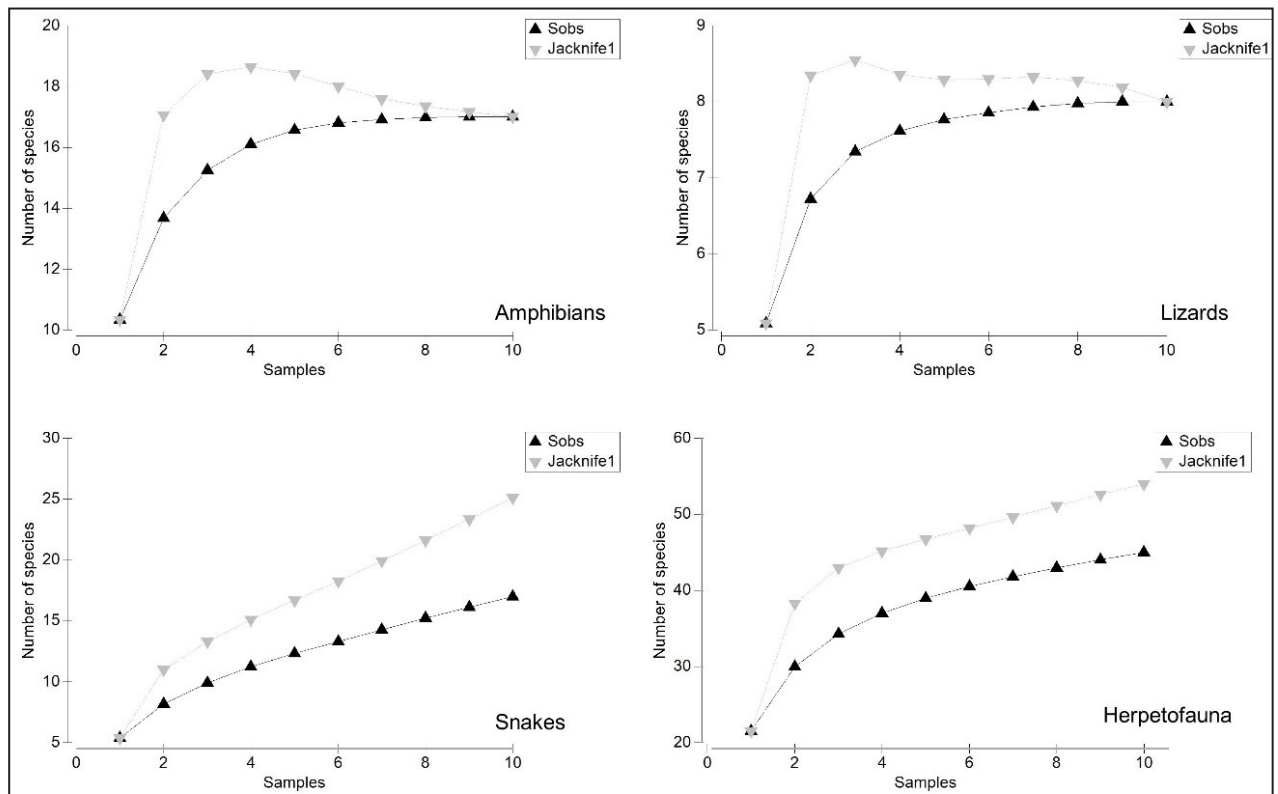 20
18
16
14
12
10
Number of species
0 2 4 6 8 10
Samples
Sobs
Jacknife1
Amphibians
9
8
7
6
5
Number of species
0 2 4 6 8 10
Samples
Sobs
Jacknife1
Lizards
30
25
20
15
10
5
Number of species
0 2 4 6 8 10
Samples
Sobs
Jacknife1
Snakes
60
50
40
30
20
Number of species
0 2 4 6 8 10
Samples
Sobs
Jacknife1
Herpetofauna